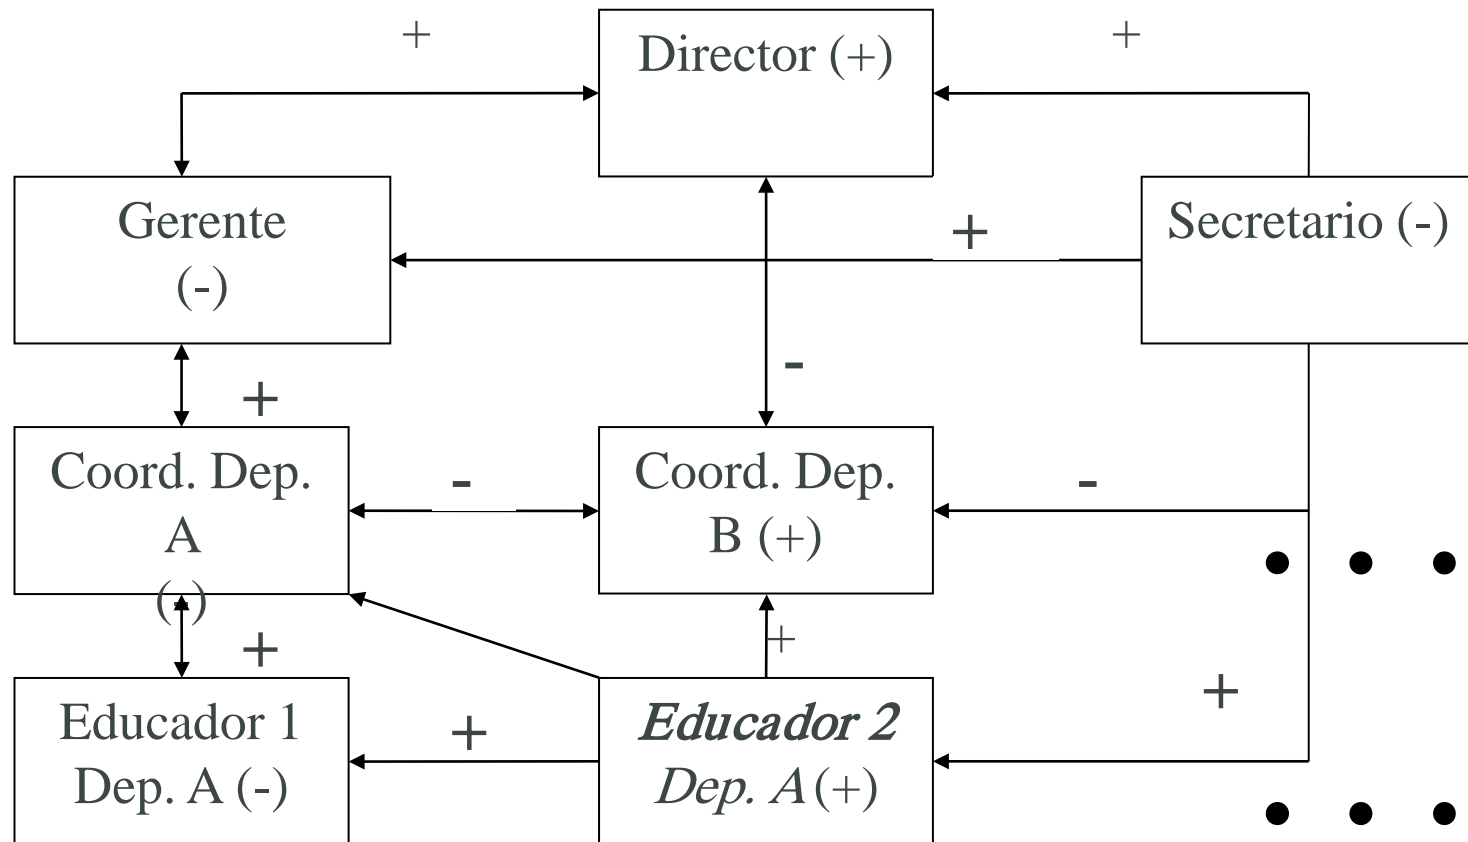 +
Director (+)
+
Gerente
(-)
+
Secretario (-)
-
+
Coord. Dep.
A
(-)
-
Coord. Dep.
B (+)
-
+
+
+
Educador 1
Dep. A (-)
+
Educador 2
Dep. A (+)